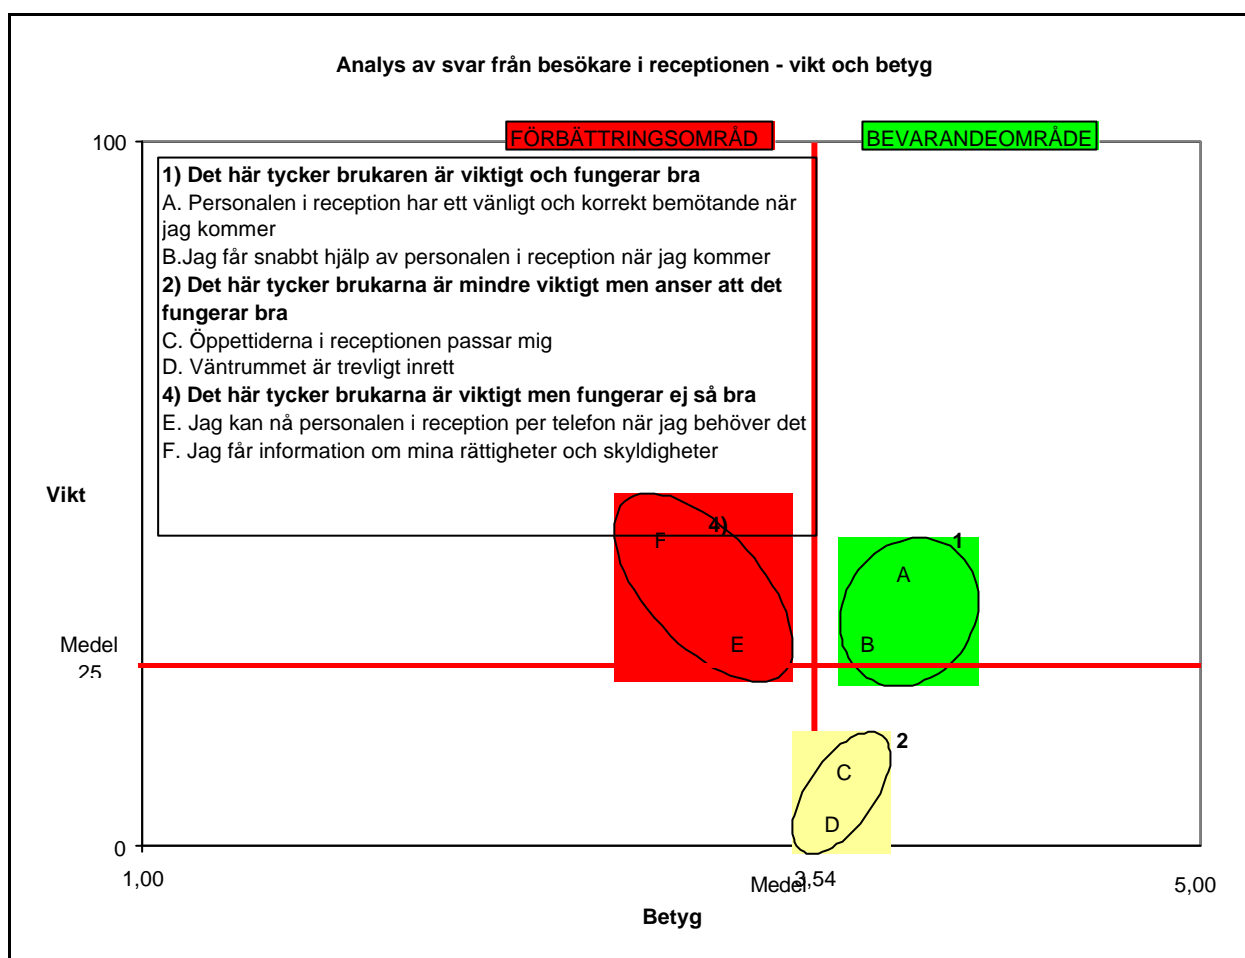 Analys av svar från besökare i receptionen - vikt och betyg
100
FÖRBÄTTRINGSOMRÅD
BEVARANDEOMRÅDE
1) Det här tycker brukaren är viktigt och fungerar bra
A. Personalen i reception har ett vänligt och korrekt bemötande när
jag kommer
B.Jag får snabbt hjälp av personalen i reception när jag kommer
2) Det här tycker brukarna är mindre viktigt men anser att det
fungerar bra
C. Öppettiderna i receptionen passar mig
D. Väntrummet är trevligt inrett
4) Det här tycker brukarna är viktigt men fungerar ej så bra
E. Jag kan nå personalen i reception per telefon när jag behöver det
F. Jag får information om mina rättigheter och skyldigheter
Vikt
4)
F
1
A
E
B
Medel
25
2
C
D
0
1,00
Medel
3,54
5,00
Betyg